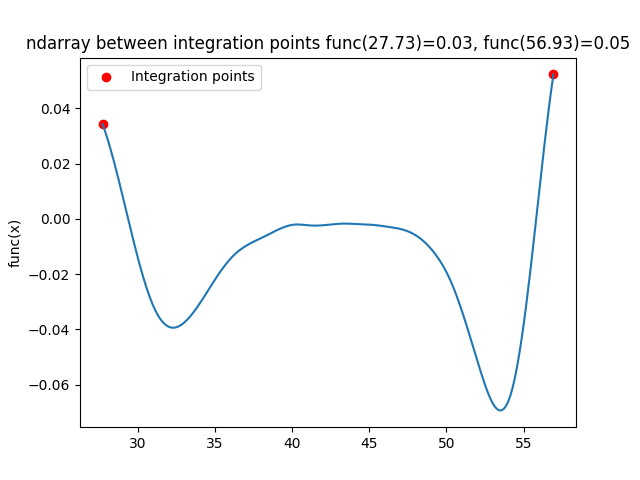 ndarray between integration points func(27.73)=0.03, func(56.93)=0.05
Integration points
func(x)
0.04
0.02
0.00
−0.02
−0.04
−0.06
30 35 40 45 50 55